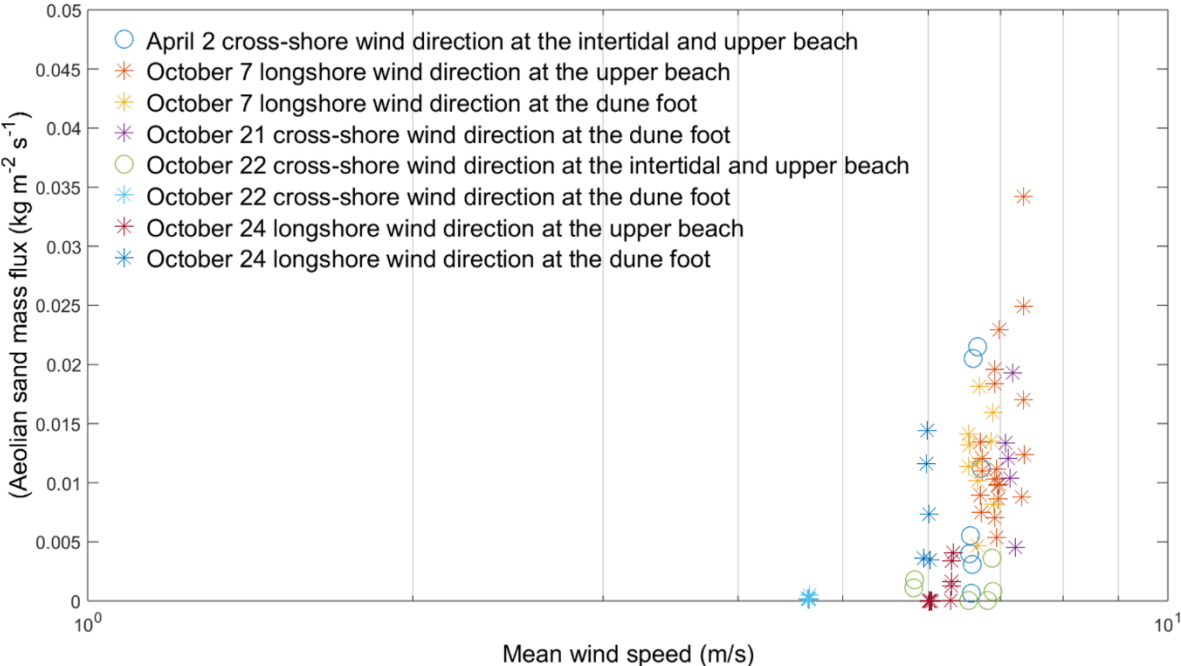 0.05
0.045
0.04
0.035
0.03
0.025
0.02
0.015
0.01
0.005
0
(Aeolian sand mass flux (kg m⁻² s⁻¹)
April 2 cross-shore wind direction at the intertidal and upper beach
October 7 longshore wind direction at the upper beach
October 7 longshore wind direction at the dune foot
October 21 cross-shore wind direction at the dune foot
October 22 cross-shore wind direction at the intertidal and upper beach
October 22 cross-shore wind direction at the dune foot
October 24 longshore wind direction at the upper beach
October 24 longshore wind direction at the dune foot
10⁰
10¹
Mean wind speed (m/s)